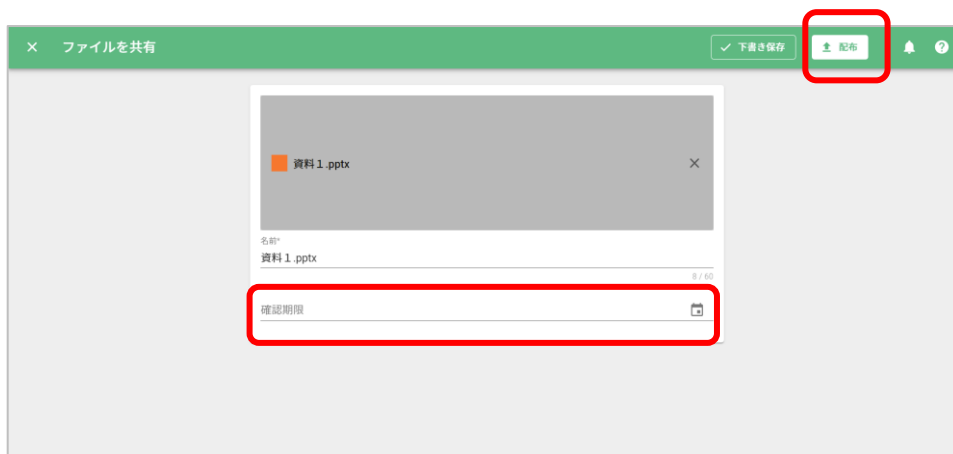 ファイルを共有
下書き保存
配布
資料１.pptx
名前*
資料１.pptx
8 / 60
確認期限